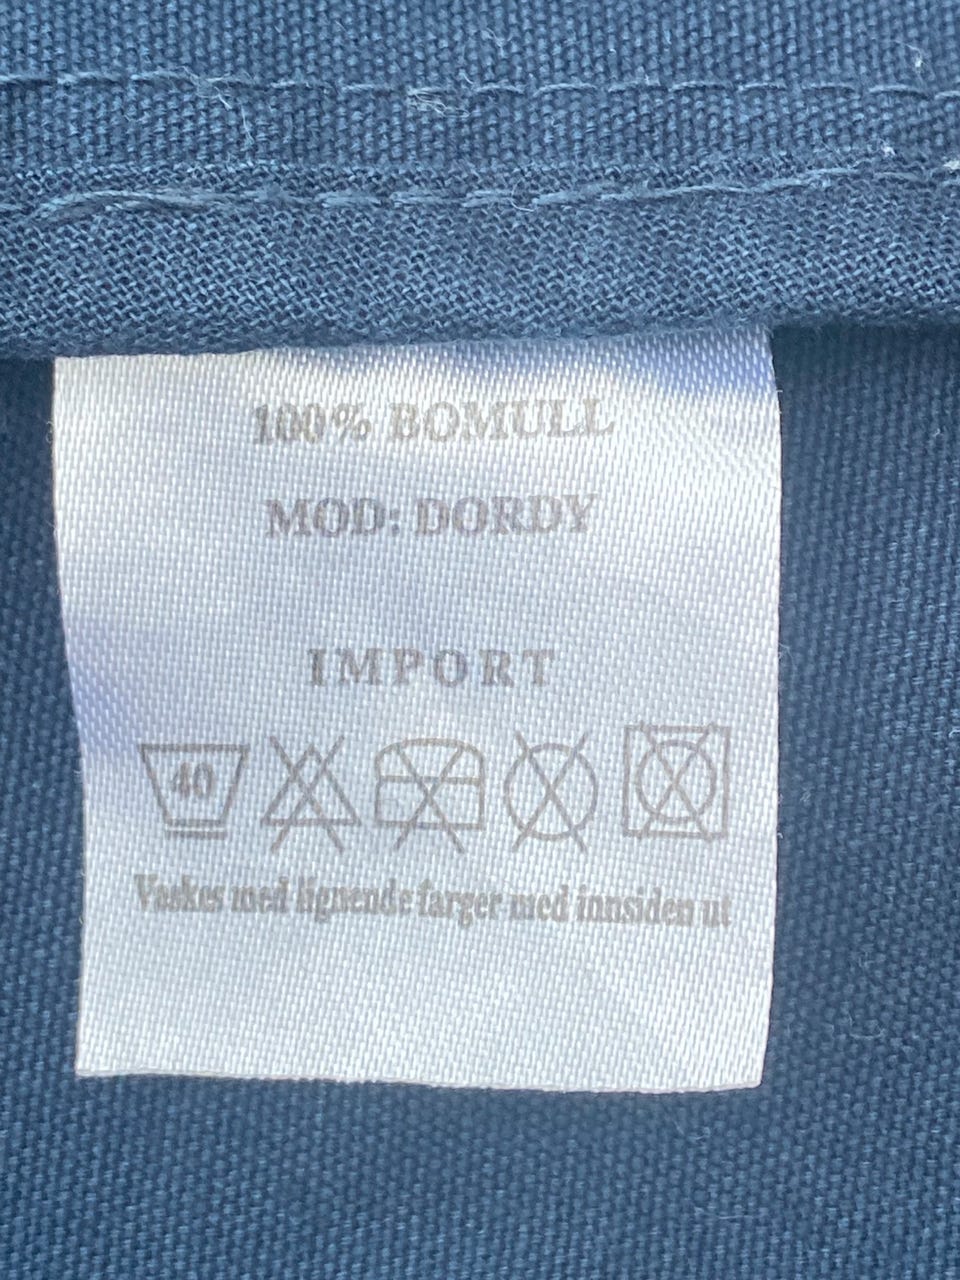 100% BOMULL
MOD: DORDY
IMPORT
40
Vaskes med lignende farger med innsiden ut